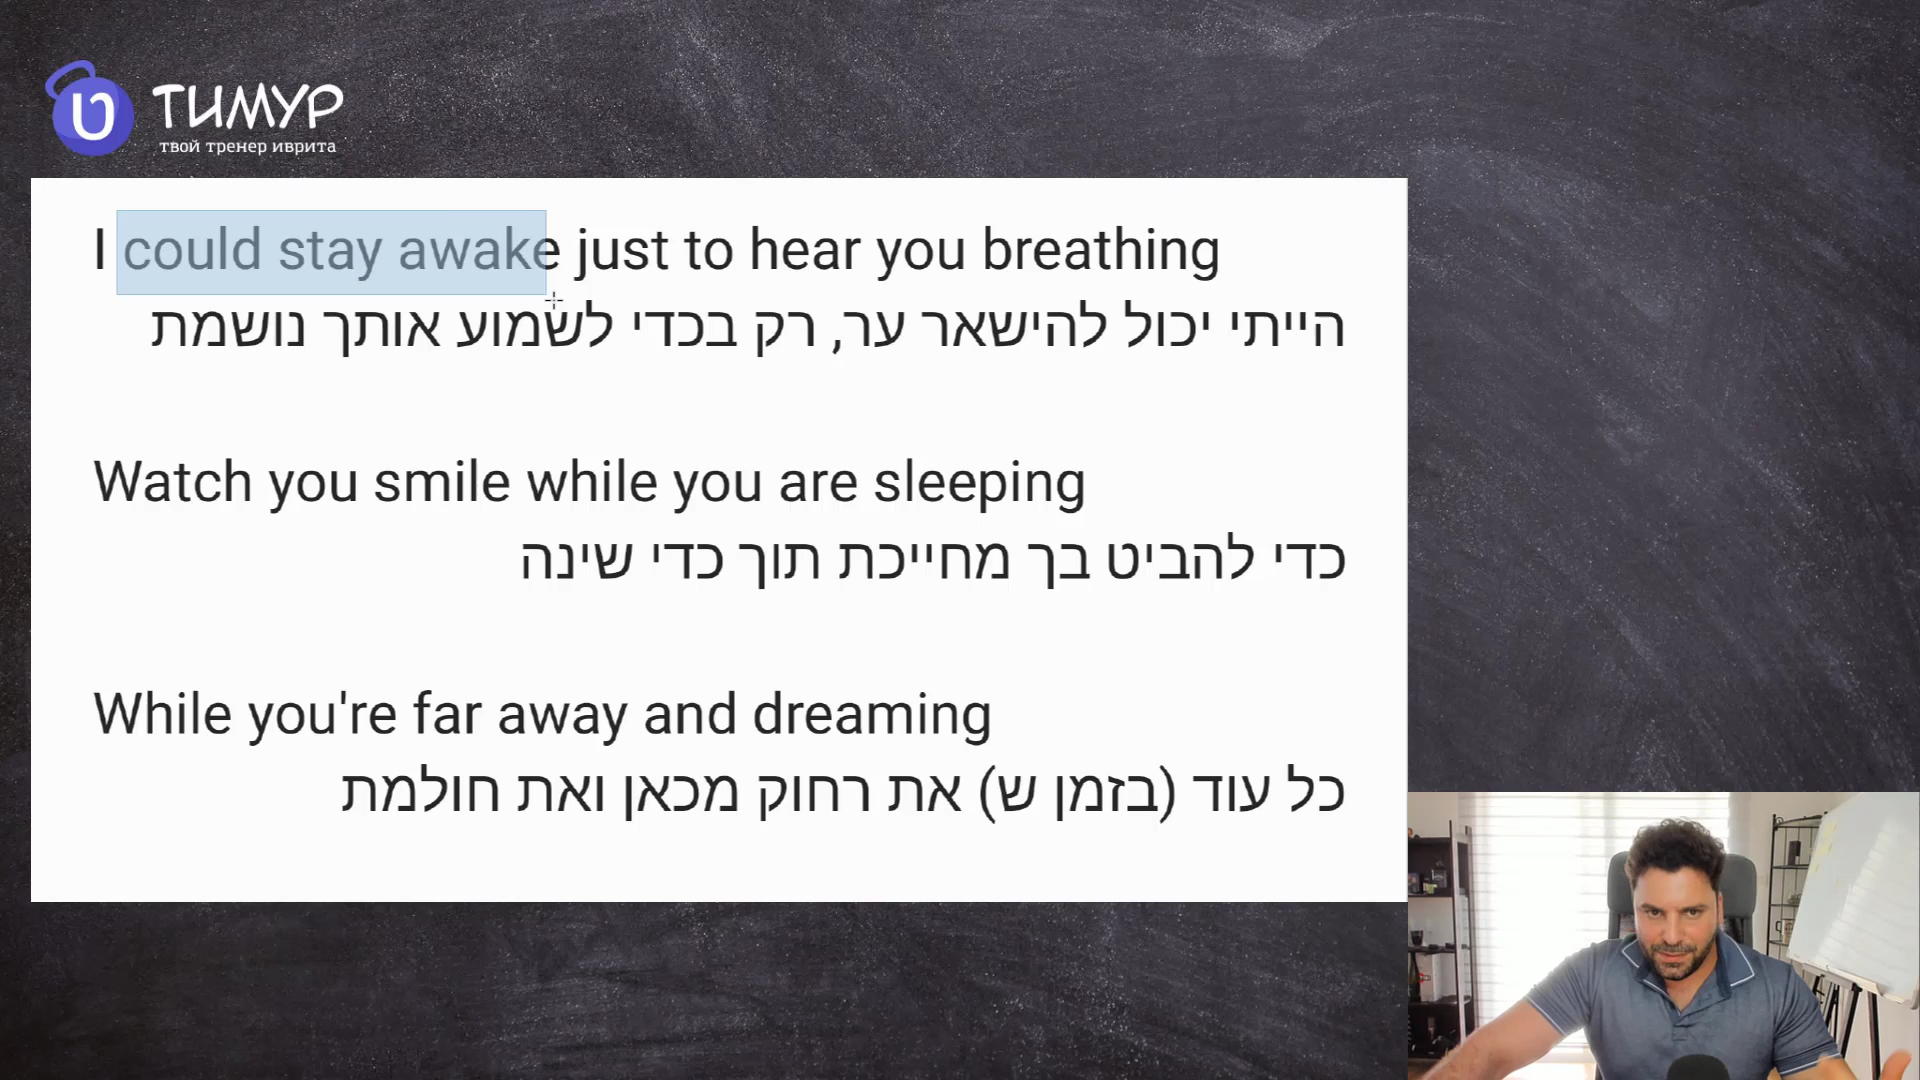 ט ТИМУР
твой тренер иврита
I could stay awake just to hear you breathing
הייתי יכול להישאר ער, רק בכדי לשמוע אותך נושמת
Watch you smile while you are sleeping
כדי להביט בך מחייכת תוך כדי שינה
While you're far away and dreaming
כל עוד (בזמן ש) את רחוק מכאן ואת חולמת